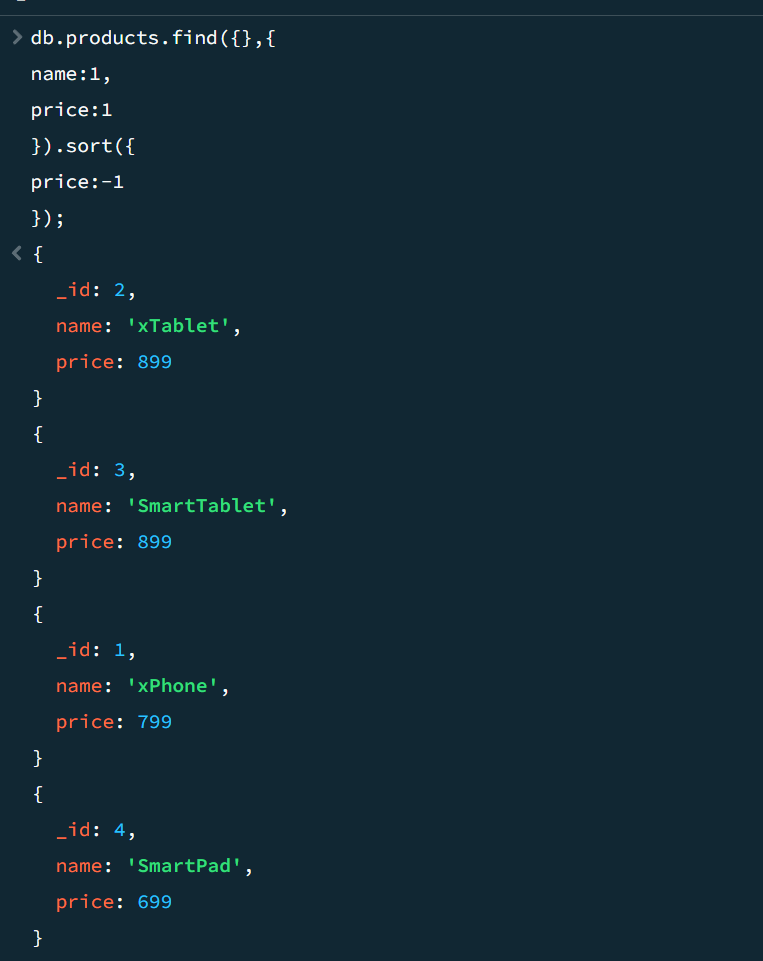 > db.products.find({},{
name:1,
price:1
}).sort({
price:-1
});
< {
_id: 2,
name: 'xTablet',
price: 899
}
{
_id: 3,
name: 'SmartTablet',
price: 899
}
{
_id: 1,
name: 'xPhone',
price: 799
}
{
_id: 4,
name: 'SmartPad',
price: 699
}